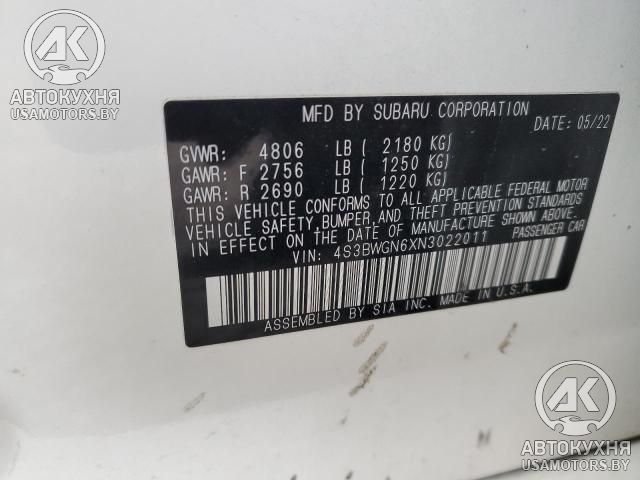 AK
АВТОКУХНЯ
USAMOTORS.BY
MFD BY SUBARU CORPORATION
DATE: 05/22
GVWR: 4806 LB ( 2180 KG)
GAWR: F 2756 LB ( 1250 KG)
GAWR: R 2690 LB ( 1220 KG)
THIS VEHICLE CONFORMS TO ALL APPLICABLE FEDERAL MOTOR
VEHICLE SAFETY, BUMPER, AND THEFT PREVENTION STANDARDS
IN EFFECT ON THE DATE OF MANUFACTURE SHOWN ABOVE.
VIN: 4S3BWGN6XN3022011 PASSENGER CAR
ASSEMBLED BY SIA INC. MADE IN U.S.A.
AK
АВТОКУХНЯ
USAMOTORS.BY